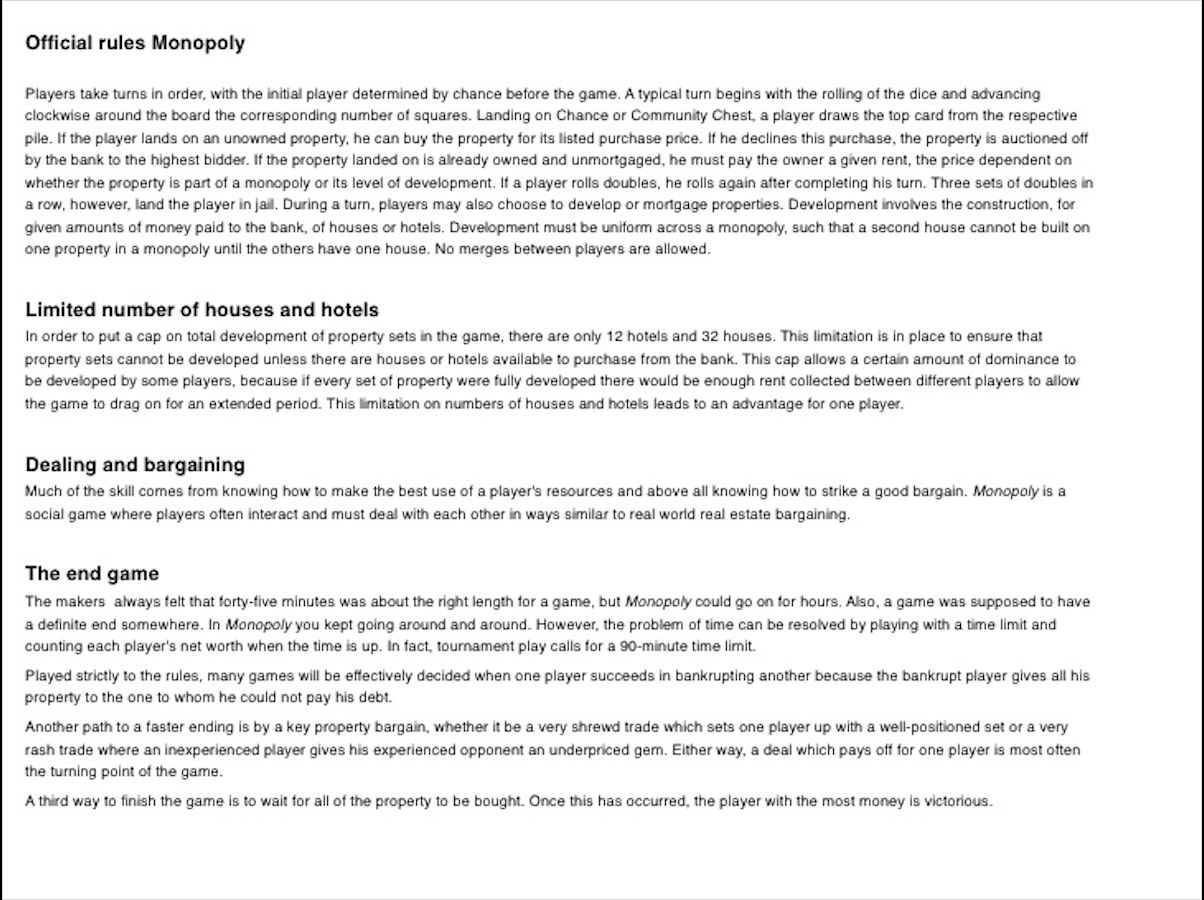 Official rules Monopoly
Players take turns in order, with the initial player determined by chance before the game. A typical turn begins with the rolling of the dice and advancing
clockwise around the board the corresponding number of squares. Landing on Chance or Community Chest, a player draws the top card from the respective
pile. If the player lands on an unowned property, he can buy the property for its listed purchase price. If he declines this purchase, the property is auctioned off
by the bank to the highest bidder. If the property landed on is already owned and unmortgaged, he must pay the owner a given rent, the price dependent on
whether the property is part of a monopoly or its level of development. If a player rolls doubles, he rolls again after completing his turn. Three sets of doubles in
a row, however, land the player in jail. During a turn, players may also choose to develop or mortgage properties. Development involves the construction, for
given amounts of money paid to the bank, of houses or hotels. Development must be uniform across a monopoly, such that a second house cannot be built on
one property in a monopoly until the others have one house. No merges between players are allowed.
Limited number of houses and hotels
In order to put a cap on total development of property sets in the game, there are only 12 hotels and 32 houses. This limitation is in place to ensure that
property sets cannot be developed unless there are houses or hotels available to purchase from the bank. This cap allows a certain amount of dominance to
be developed by some players, because if every set of property were fully developed there would be enough rent collected between different players to allow
the game to drag on for an extended period. This limitation on numbers of houses and hotels leads to an advantage for one player.
Dealing and bargaining
Much of the skill comes from knowing how to make the best use of a player's resources and above all knowing how to strike a good bargain. Monopoly is a
social game where players often interact and must deal with each other in ways similar to real world real estate bargaining.
The end game
The makers always felt that forty-five minutes was about the right length for a game, but Monopoly could go on for hours. Also, a game was supposed to have
a definite end somewhere. In Monopoly you kept going around and around. However, the problem of time can be resolved by playing with a time limit and
counting each player's net worth when the time is up. In fact, tournament play calls for a 90-minute time limit.
Played strictly to the rules, many games will be effectively decided when one player succeeds in bankrupting another because the bankrupt player gives all his
property to the one to whom he could not pay his debt.
Another path to a faster ending is by a key property bargain, whether it be a very shrewd trade which sets one player up with a well-positioned set or a very
rash trade where an inexperienced player gives his experienced opponent an underpriced gem. Either way, a deal which pays off for one player is most often
the turning point of the game.
A third way to finish the game is to wait for all of the property to be bought. Once this has occurred, the player with the most money is victorious.